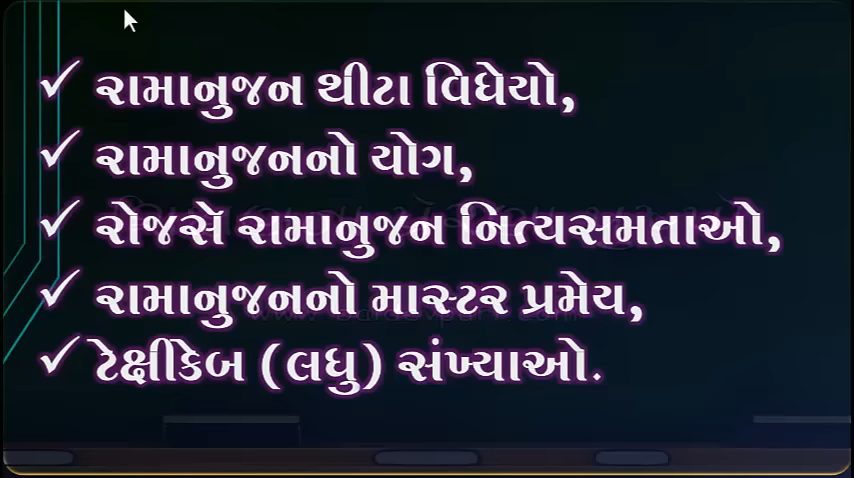 ✓ રામાનુજન થીટા વિધેયો,
✓ રામાનુજનનો યોગ,
✓ રોજર્સ રામાનુજન નિત્યસમતાઓ,
✓ રામાનુજનનો માસ્ટર પ્રમેય,
✓ ટેક્ષીકેબ (લઘુ) સંખ્યાઓ.